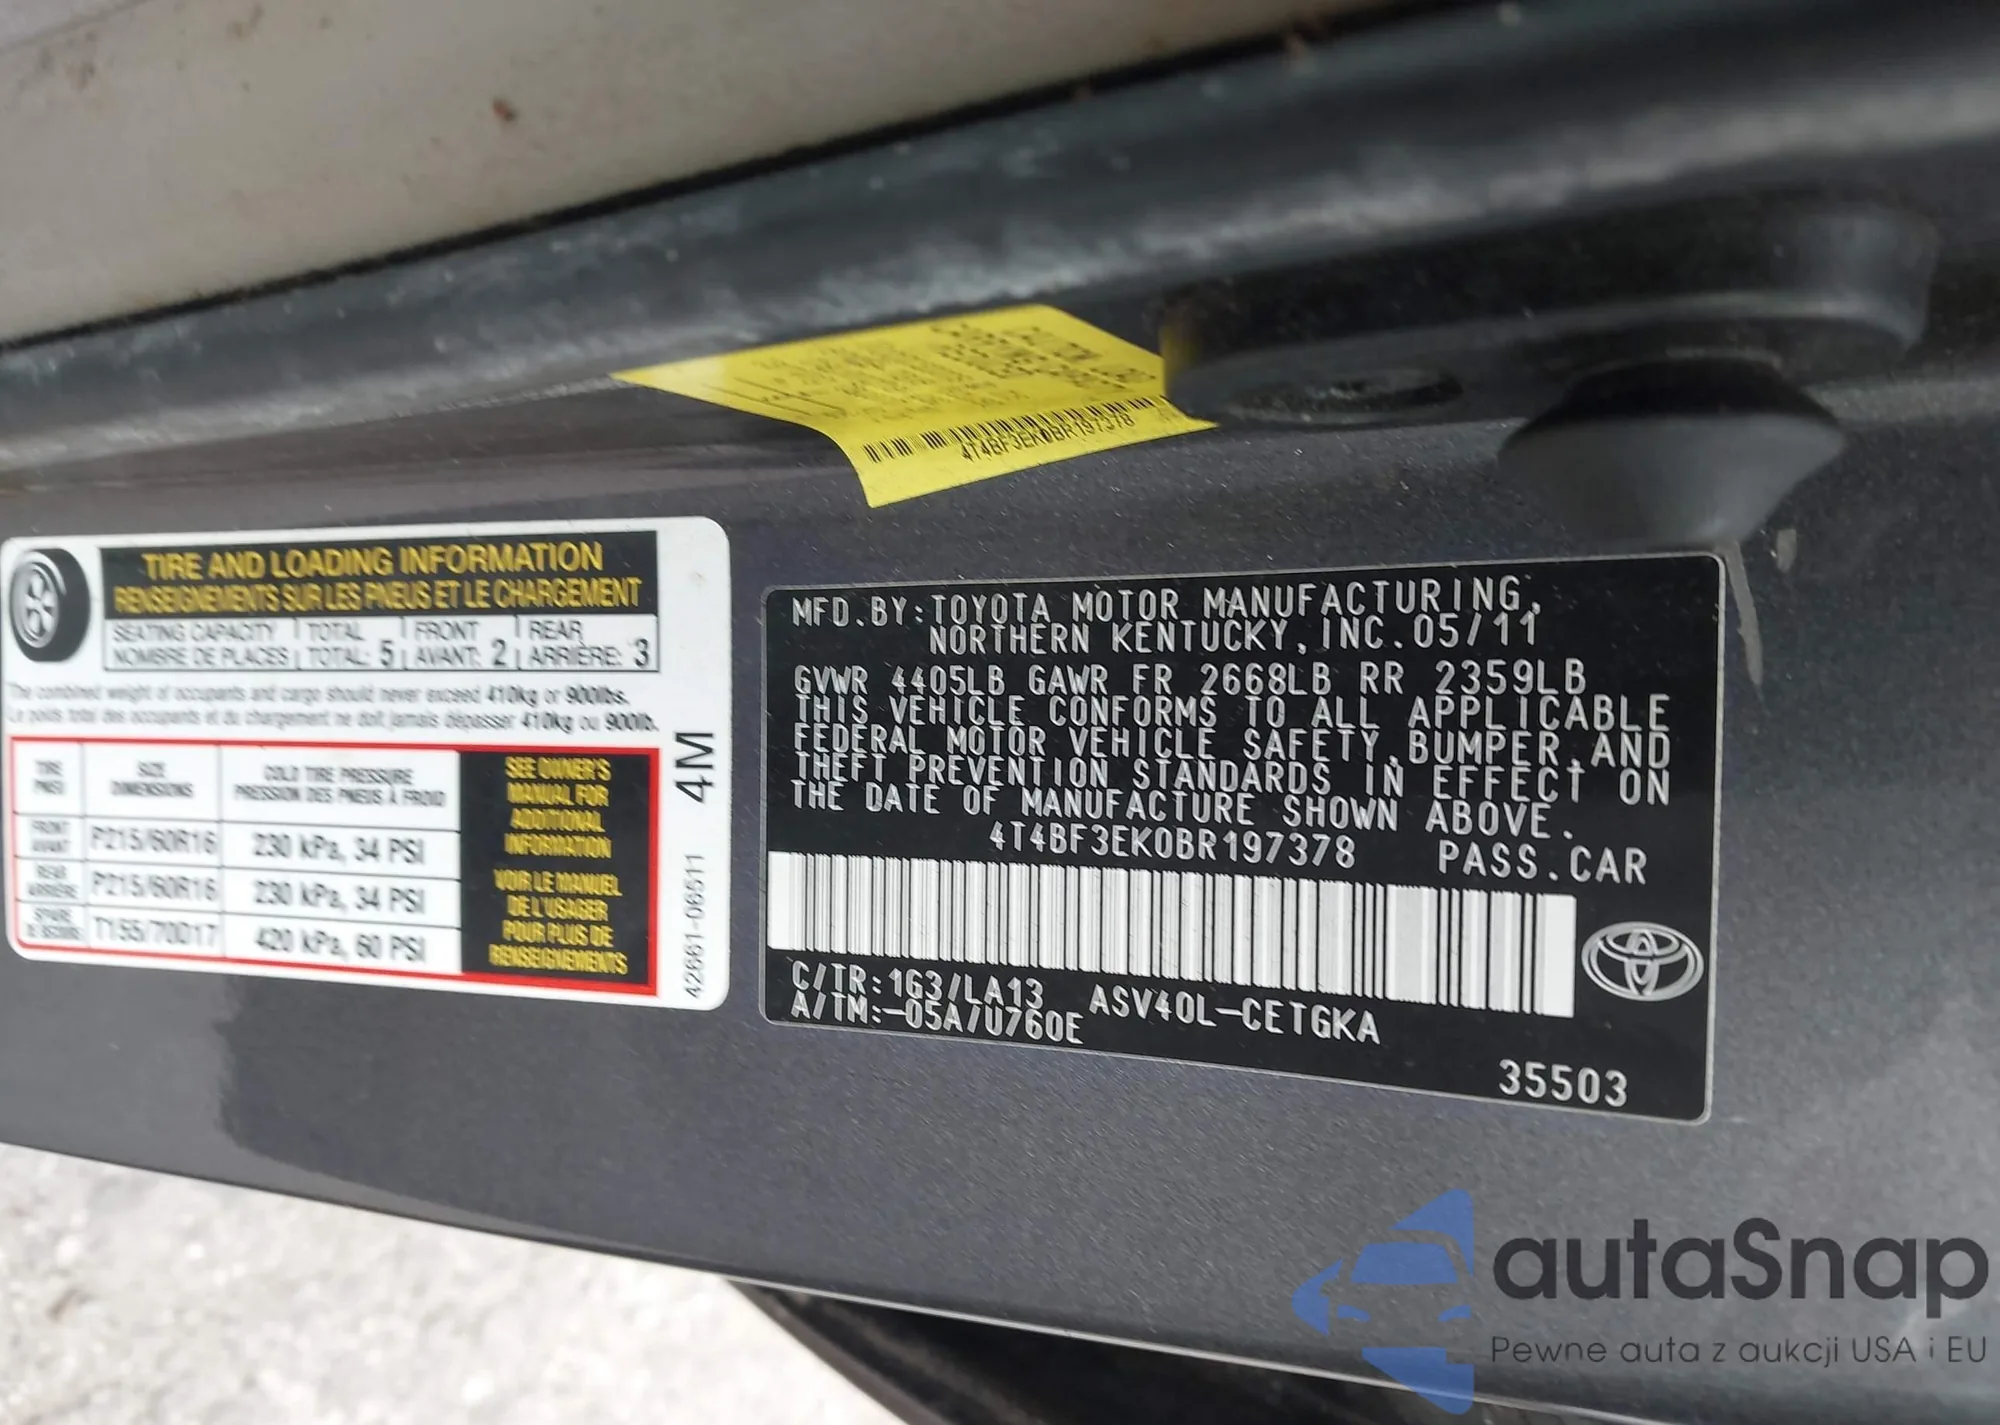 4T4BF3EK0BR197378
TIRE AND LOADING INFORMATION
RENSEIGNEMENTS SUR LES PNEUS ET LE CHARGEMENT
SEATING CAPACITY TOTAL FRONT REAR
NOMBRE DE PLACES TOTAL: 5 AVANT: 2 ARRIÈRE: 3
The combined weight of occupants and cargo should never exceed 410kg or 900lbs.
Le poids total des occupants et du chargement ne doit jamais dépasser 410kg ou 900lb.
TIRE SIZE COLD TIRE PRESSURE
PNEU DIMENSIONS PRESSION DES PNEUS À FROID
FRONT
AVANT P215/60R16 230 kPa, 34 PSI
REAR
ARRIÈRE P215/60R16 230 kPa, 34 PSI
SPARE
DE SECOURS T155/70D17 420 kPa, 60 PSI
SEE OWNER'S
MANUAL FOR
ADDITIONAL
INFORMATION
VOIR LE MANUEL
DE L'USAGER
POUR PLUS DE
RENSEIGNEMENTS
42661-06511 4M
MFD.BY:TOYOTA MOTOR MANUFACTURING,
NORTHERN KENTUCKY,INC.05/11
GVWR 4405LB GAWR FR 2668LB RR 2359LB
THIS VEHICLE CONFORMS TO ALL APPLICABLE
FEDERAL MOTOR VEHICLE SAFETY,BUMPER,AND
THEFT PREVENTION STANDARDS IN EFFECT ON
THE DATE OF MANUFACTURE SHOWN ABOVE.
4T4BF3EK0BR197378 PASS.CAR
C/TR:1G3/LA13 ASV40L-CETGKA
A/TM:-05A/U760E
35503
autaSnap
Pewne auta z aukcji USA i EU